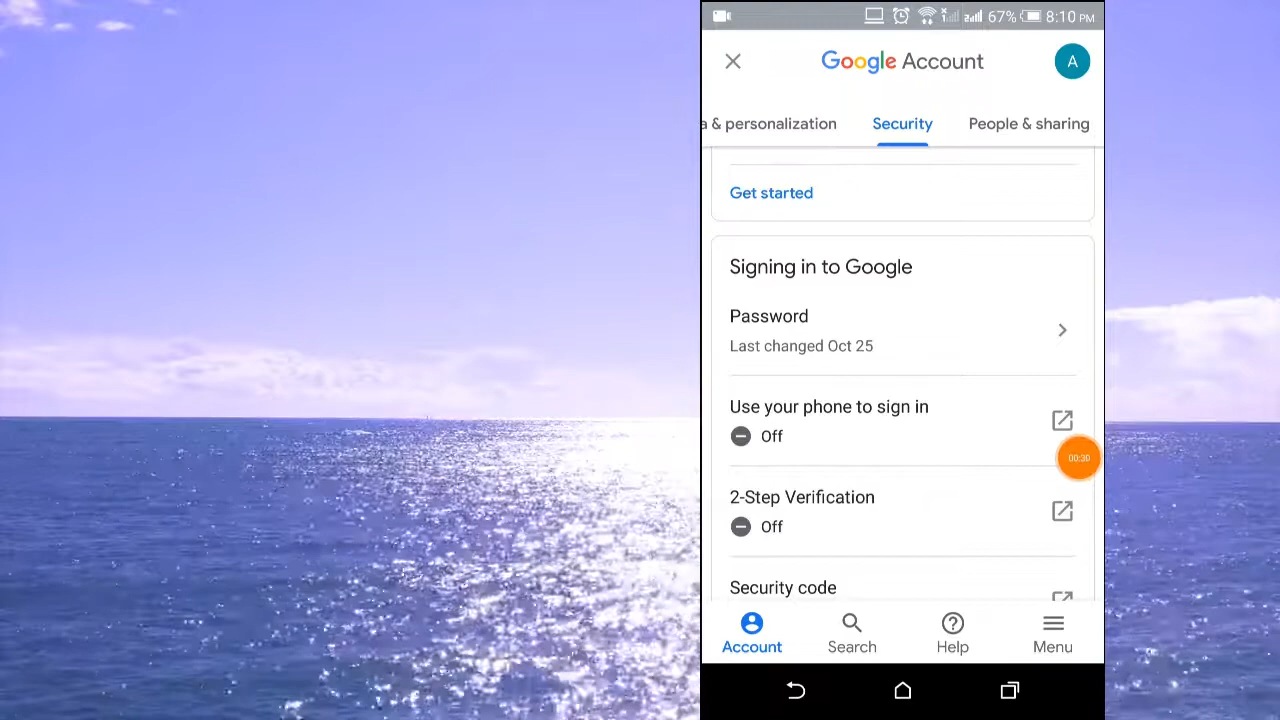 67% 8:10 PM
Google Account
A
a & personalization Security People & sharing
Get started
Signing in to Google
Password
Last changed Oct 25
Use your phone to sign in
Off
00:30
2-Step Verification
Off
Security code
Account Search Help Menu